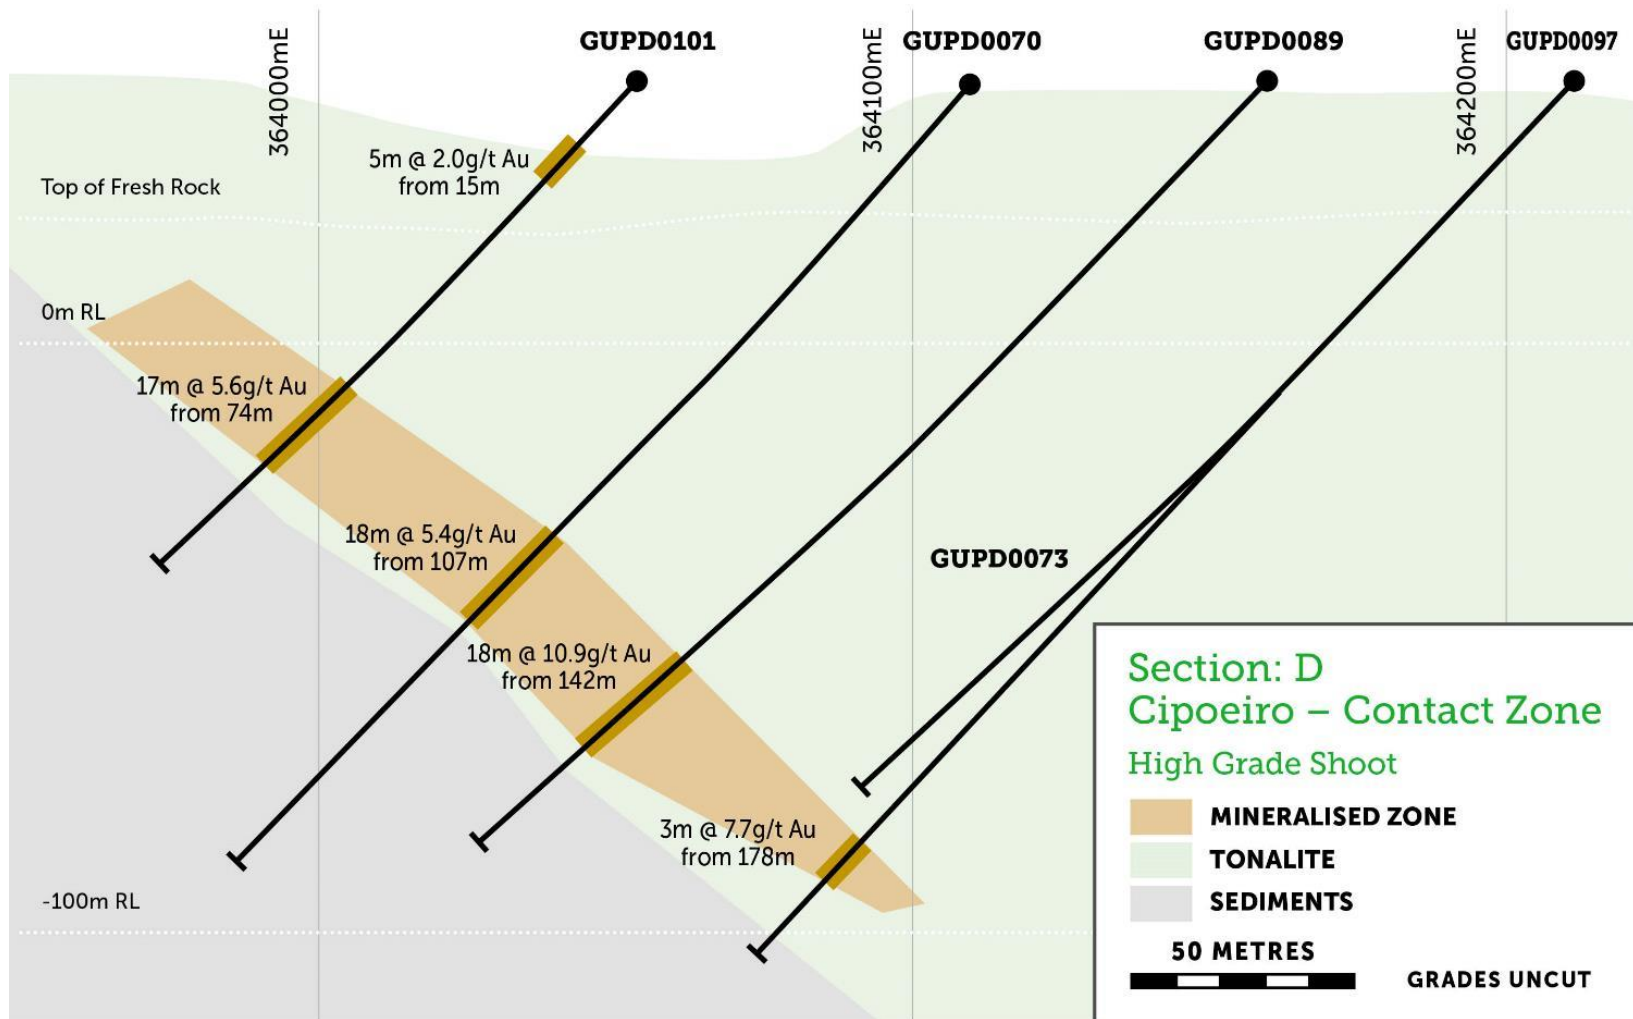 364000mE
GUPD0101
364100mE
GUPD0070
GUPD0089
364200mE
GUPD0097
5m @ 2.0g/t Au
from 15m
Top of Fresh Rock
0m RL
17m @ 5.6g/t Au
from 74m
18m @ 5.4g/t Au
from 107m
GUPD0073
18m @ 10.9g/t Au
from 142m
3m @ 7.7g/t Au
from 178m
-100m RL
Section: D
Cipoeiro – Contact Zone
High Grade Shoot
MINERALISED ZONE
TONALITE
SEDIMENTS
50 METRES
GRADES UNCUT